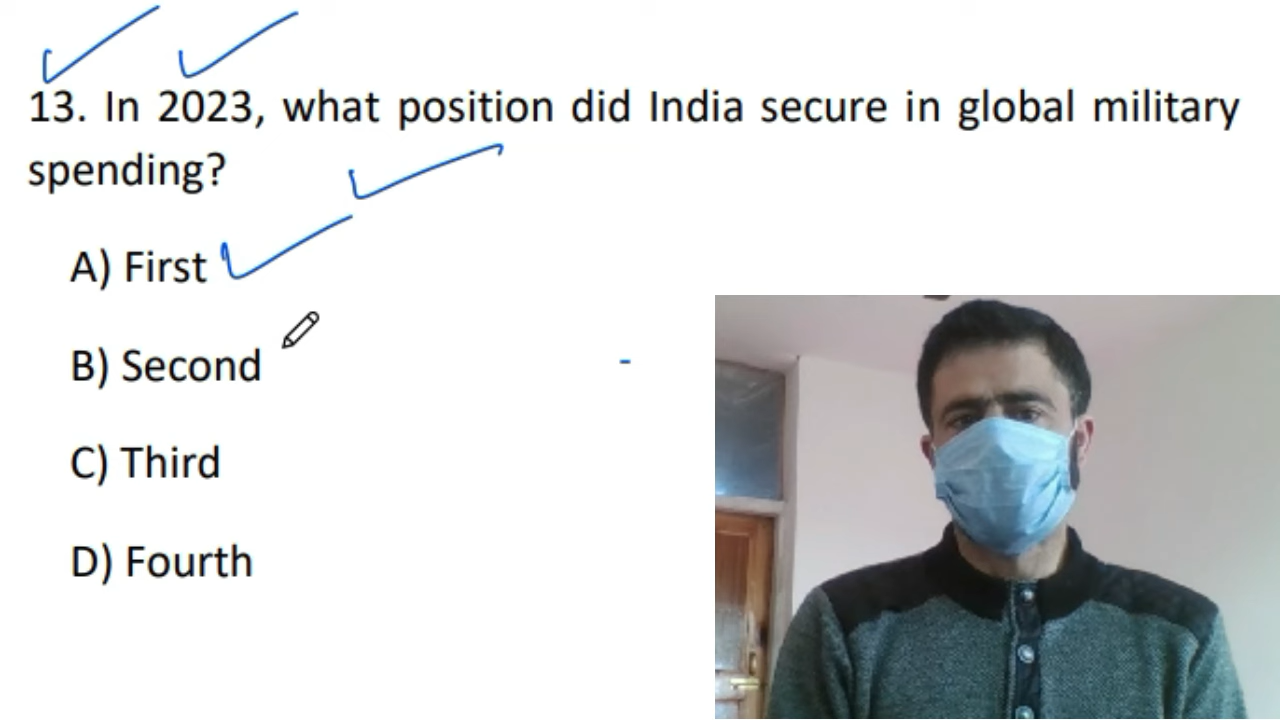 13. In 2023, what position did India secure in global military
spending?
A) First
B) Second
C) Third
D) Fourth